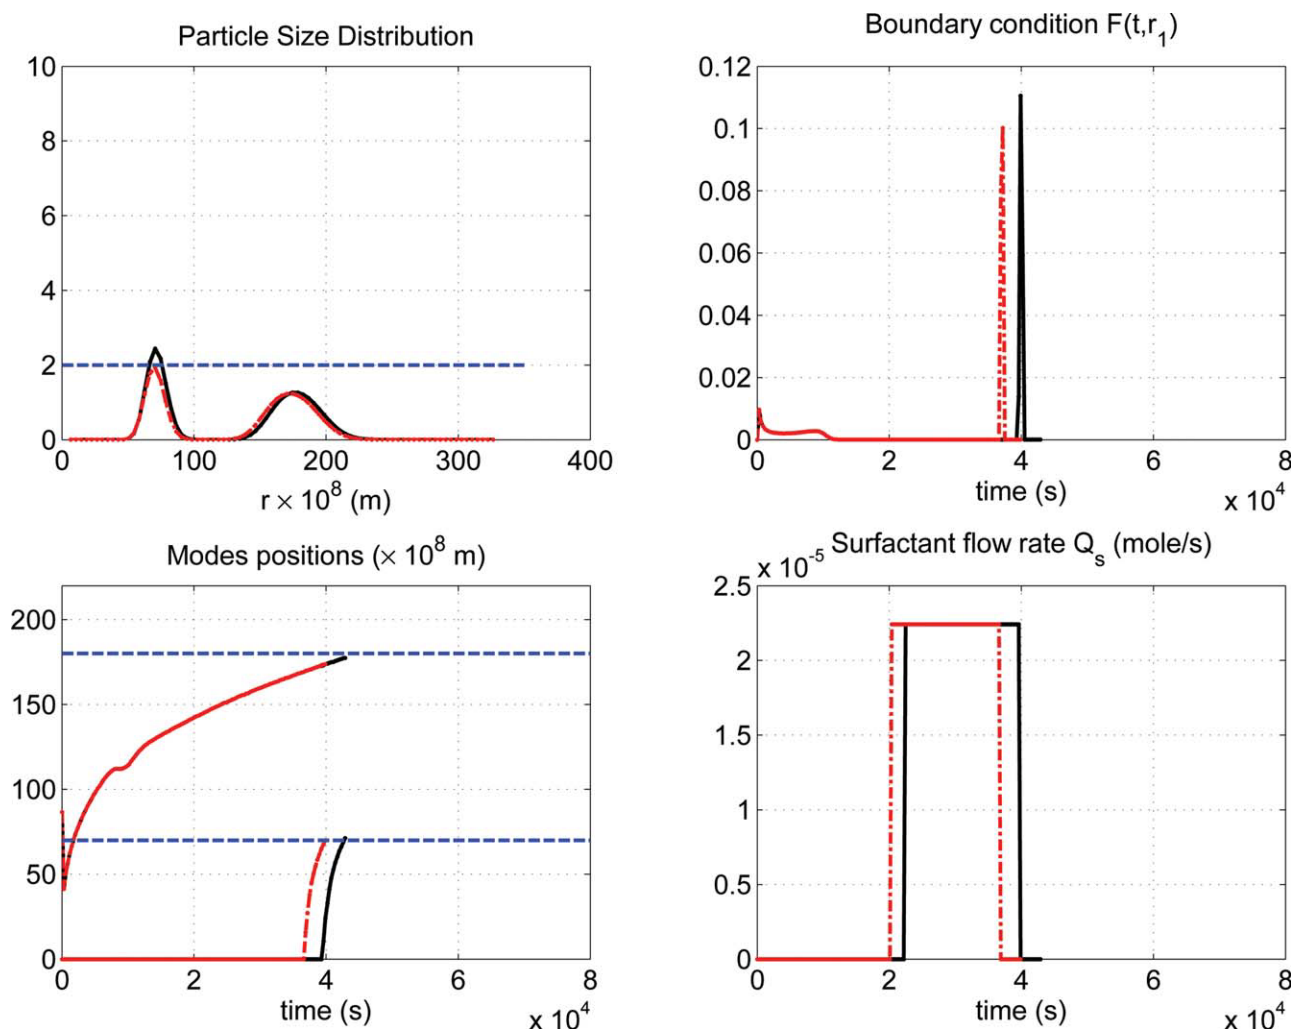 Particle Size Distribution
10
8
6
4
2
0
0 100 200 300 400
r × 10^8 (m)
Boundary condition F(t,r_1)
0.12
0.1
0.08
0.06
0.04
0.02
0
0 2 4 6 8
time (s)
x 10^4
Modes positions (× 10^8 m)
200
150
100
50
0
0 2 4 6 8
time (s)
x 10^4
Surfactant flow rate Q_s (mole/s)
x 10^-5
2.5
2
1.5
1
0.5
0
0 2 4 6 8
time (s)
x 10^4